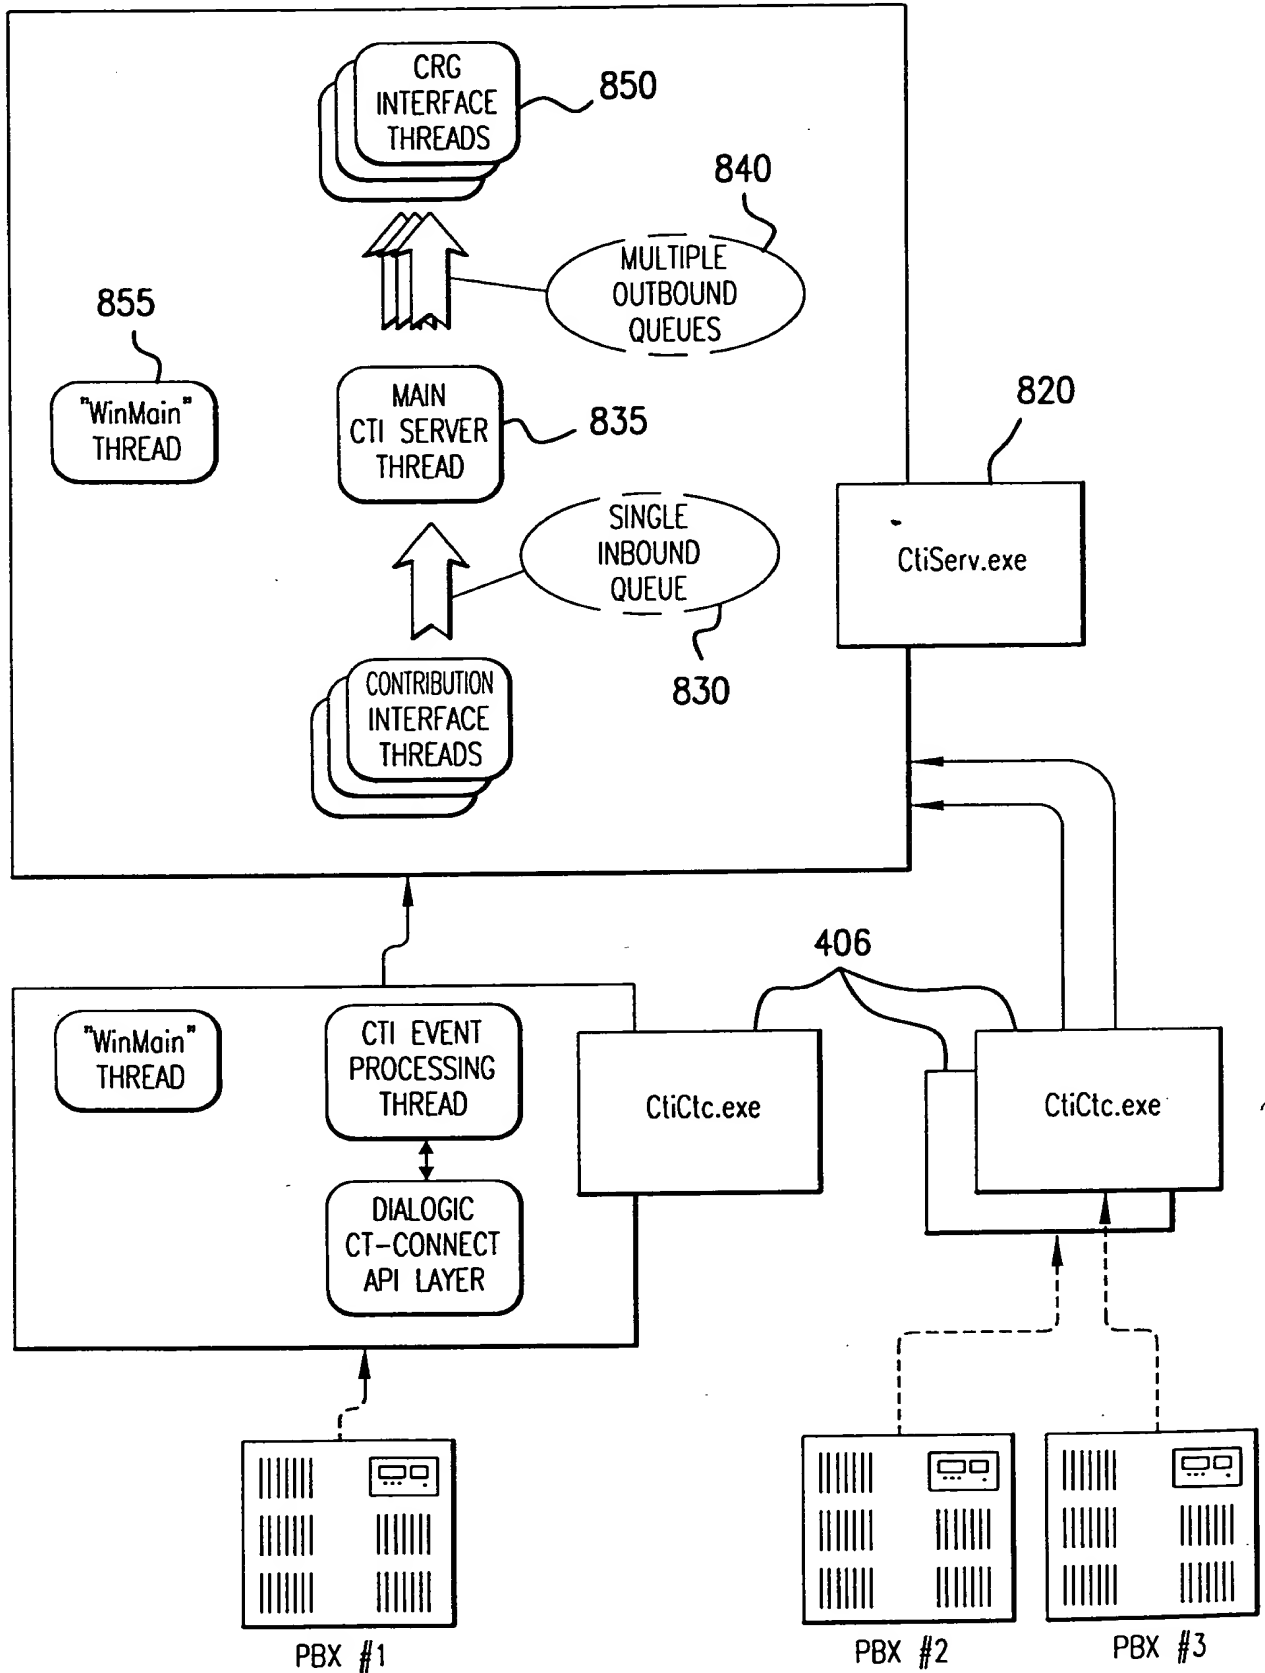 CRG
INTERFACE
THREADS
850
840
MULTIPLE
OUTBOUND
QUEUES
855
"WinMain"
THREAD
MAIN
CTI SERVER
THREAD
835
820
SINGLE
INBOUND
QUEUE
CtiServ.exe
830
CONTRIBUTION
INTERFACE
THREADS
406
"WinMain"
THREAD
CTI EVENT
PROCESSING
THREAD
CtiCtc.exe
CtiCtc.exe
DIALOGIC
CT-CONNECT
API LAYER
PBX #1
PBX #2
PBX #3